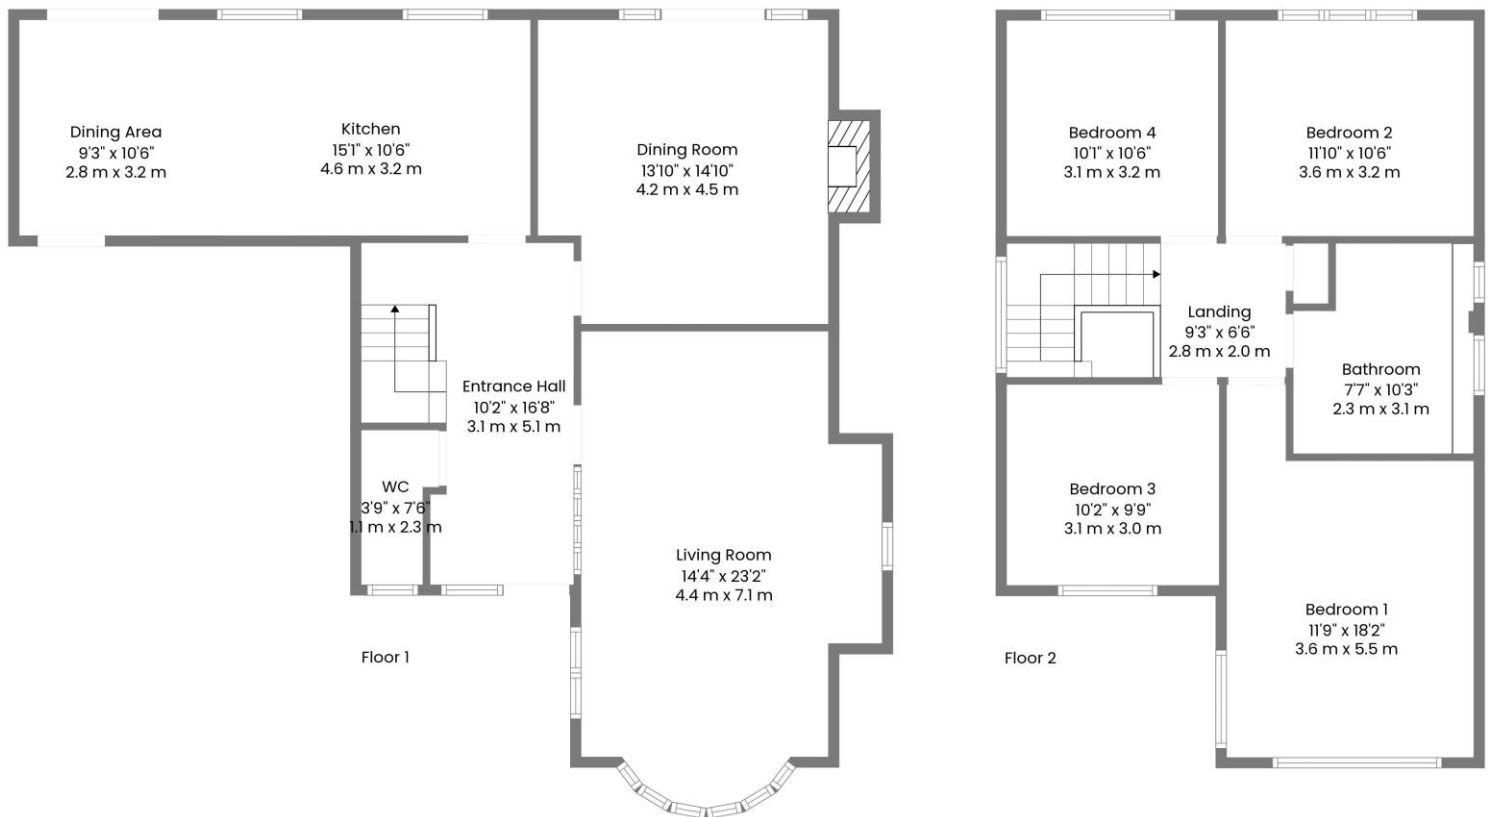 Dining Area
9'3" x 10'6"
2.8 m x 3.2 m
Kitchen
15'1" x 10'6"
4.6 m x 3.2 m
Dining Room
13'10" x 14'10"
4.2 m x 4.5 m
Entrance Hall
10'2" x 16'8"
3.1 m x 5.1 m
WC
3'9" x 7'6"
1.1 m x 2.3 m
Living Room
14'4" x 23'2"
4.4 m x 7.1 m
Floor 1
Bedroom 4
10'1" x 10'6"
3.1 m x 3.2 m
Bedroom 2
11'10" x 10'6"
3.6 m x 3.2 m
Landing
9'3" x 6'6"
2.8 m x 2.0 m
Bathroom
7'7" x 10'3"
2.3 m x 3.1 m
Bedroom 3
10'2" x 9'9"
3.1 m x 3.0 m
Bedroom 1
11'9" x 18'2"
3.6 m x 5.5 m
Floor 2